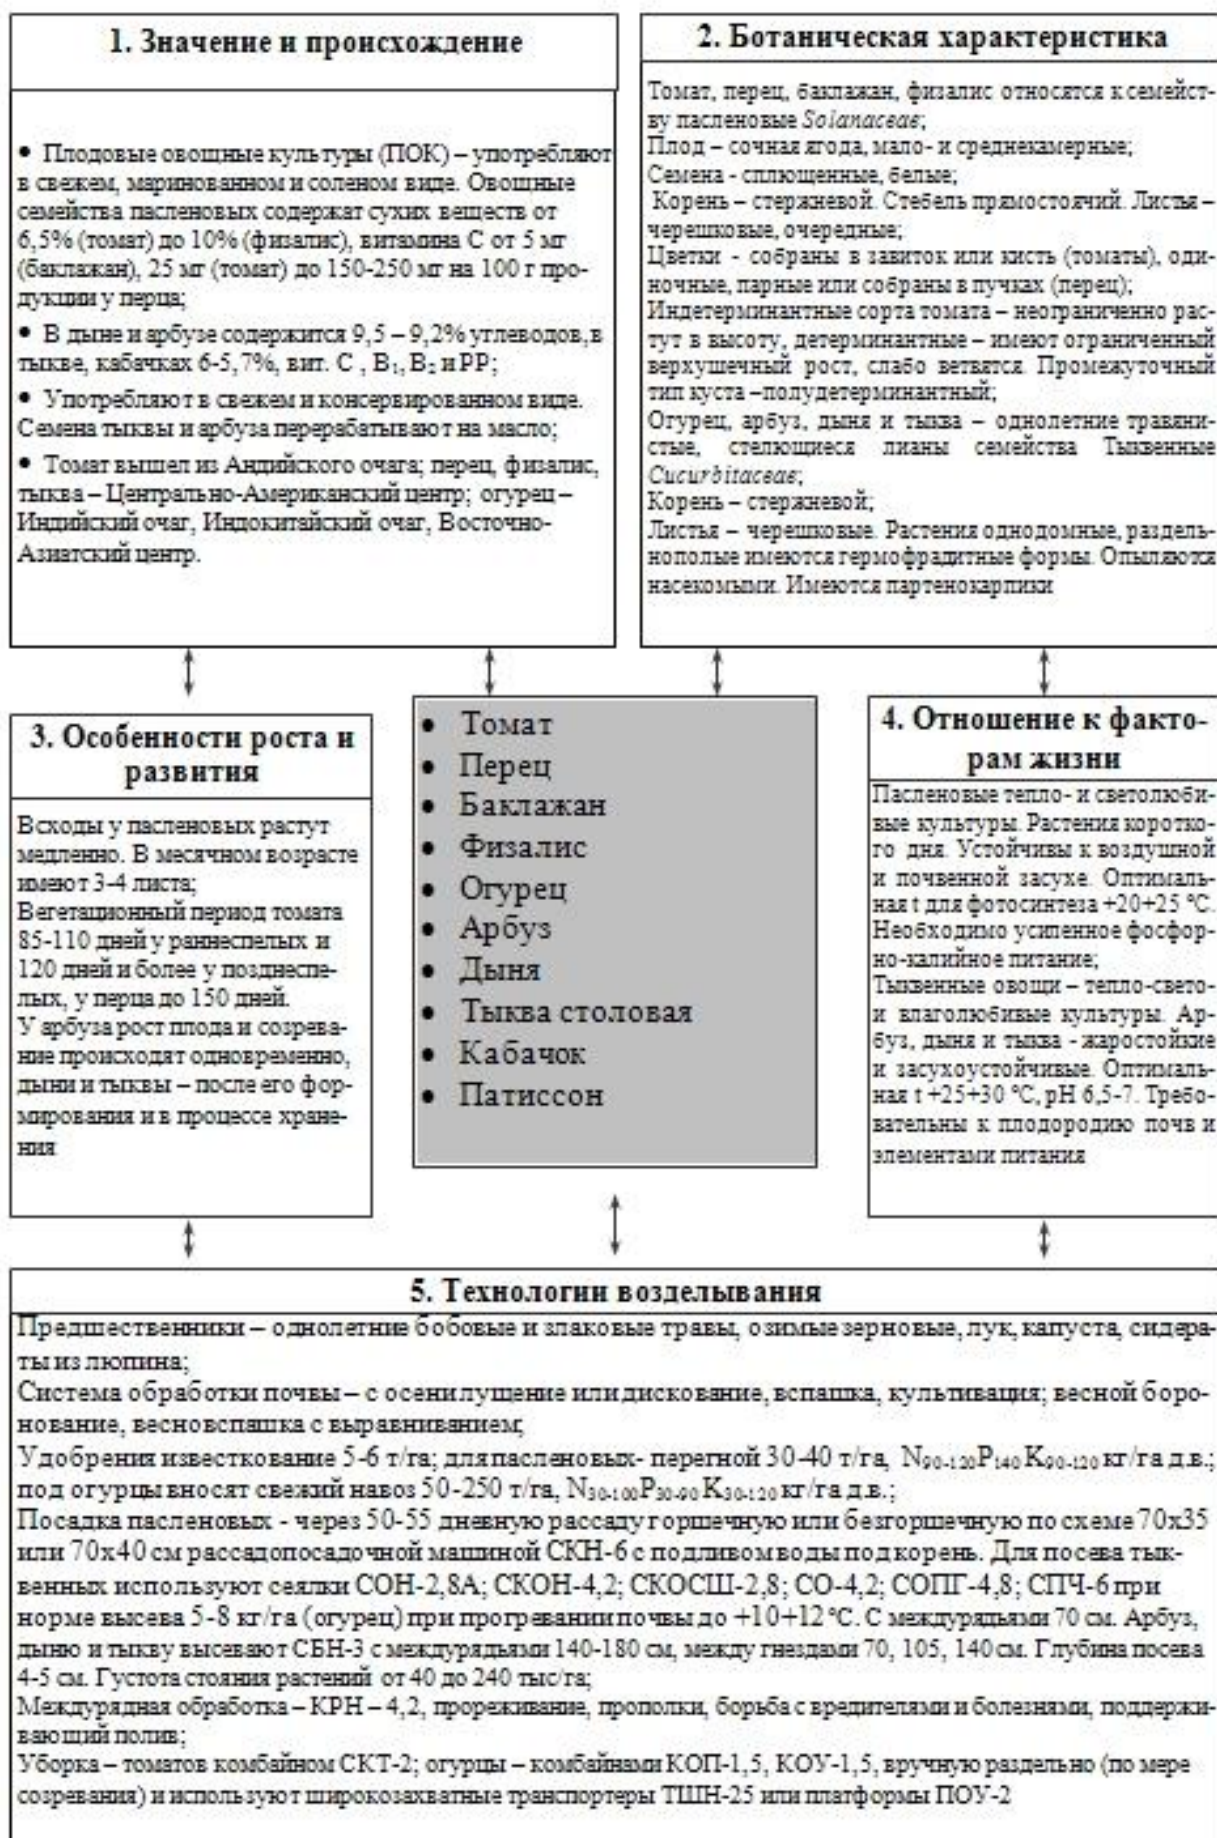 1. Значение и происхождение
• Плодовые овощные культуры (ПОК) – употребляют
в свежем, маринованном и соленом виде. Овощные
семейства пасленовых содержат сухих веществ от
6,5% (томат) до 10% (физалис), витамина С от 5 мг
(баклажан), 25 мг (томат) до 150-250 мг на 100 г про-
дукции у перца;
• В дыне и арбузе содержится 9,5 – 9,2% углеводов, в
тыкве, кабачках 6-5,7%, вит. С , В₁, В₂ и РР;
• Употребляют в свежем и консервированном виде.
Семена тыквы и арбуза перерабатывают на масло;
• Томат вышел из Андийского очага; перец, физалис,
тыква – Центрально-Американский центр; огурец –
Индийский очаг, Индокитайский очаг, Восточно-
Азиатский центр.
2. Ботаническая характеристика
Томат, перец, баклажан, физалис относятся к семейст-
ву пасленовые Solanaceae;
Плод – сочная ягода, мало- и среднекамерные;
Семена - сплющенные, белые;
Корень – стержневой. Стебель прямостоячий. Листья –
черешковые, очередные;
Цветки - собраны в завиток или кисть (томаты), оди-
ночные, парные или собраны в пучках (перец);
Индетерминантные сорта томата – неограниченно рас-
тут в высоту, детерминантные – имеют ограниченный
верхушечный рост, слабо ветвятся. Промежуточный
тип куста –полудетерминантный;
Огурец, арбуз, дыня и тыква – однолетние травяни-
стые, стелющиеся лианы семейства Тыквенные
Cucurbitaceae;
Корень – стержневой;
Листья – черешковые. Растения однодомные, раздель-
нополые имеются гермофрадитные формы. Опыляются
насекомыми. Имеются партенокарпики
3. Особенности роста и
развития
Всходы у пасленовых растут
медленно. В месячном возрасте
имеют 3-4 листа;
Вегетационный период томата
85-110 дней у раннеспелых и
120 дней и более у позднеспе-
лых, у перца до 150 дней.
У арбуза рост плода и созрева-
ние происходят одновременно,
дыни и тыквы – после его фор-
мирования и в процессе хране-
ния
• Томат
• Перец
• Баклажан
• Физалис
• Огурец
• Арбуз
• Дыня
• Тыква столовая
• Кабачок
• Патиссон
4. Отношение к факто-
рам жизни
Пасленовые тепло- и светолюби-
вые культуры. Растения коротко-
го дня. Устойчивы к воздушной
и почвенной засухе. Оптималь-
ная t для фотосинтеза +20+25 °С.
Необходимо усиленное фосфор-
но-калийное питание;
Тыквенные овощи – тепло-свето-
и влаголюбивые культуры. Ар-
буз, дыня и тыква - жаростойкие
и засухоустойчивые. Оптималь-
ная t +25+30 °С, рН 6,5-7. Требо-
вательны к плодородию почв и
элементами питания
5. Технологии возделывания
Предшественники – однолетние бобовые и злаковые травы, озимые зерновые, лук, капуста, сидера-
ты из люпина;
Система обработки почвы – с осени лущение или дискование, вспашка, культивация; весной боро-
нование, весновспашка с выравниванием;
Удобрения известкование 5-6 т/га; для пасленовых- перегной 30-40 т/га, N₉₀₋₁₂₀P₁₄₀K₉₀₋₁₂₀ кг/га д.в.;
под огурцы вносят свежий навоз 50-250 т/га, N₃₀₋₁₀₀P₃₀₋₉₀K₃₀₋₁₂₀ кг/га д.в.;
Посадка пасленовых - через 50-55 дневную рассаду горшечную или безгоршечную по схеме 70х35
или 70х40 см рассадопосадочной машиной СКН-6 с подливом воды под корень. Для посева тык-
венных используют сеялки СОН-2,8А; СКОН-4,2; СКОСШ-2,8; СО-4,2; СОПГ-4,8; СПЧ-6 при
норме высева 5-8 кг/га (огурец) при прогревании почвы до +10+12 °С. С междурядьями 70 см. Арбуз,
дыню и тыкву высевают СБН-3 с междурядьями 140-180 см, между гнездами 70, 105, 140 см. Глубина посева
4-5 см. Густота стояния растений от 40 до 240 тыс/га;
Междурядная обработка – КРН – 4,2, прореживание, прополки, борьба с вредителями и болезнями, поддержи-
вающий полив;
Уборка – томатов комбайном СКТ-2; огурцы – комбайнами КОП-1,5, КОУ-1,5, вручную раздельно (по мере
созревания) и используют широкозахватные транспортеры ТШН-25 или платформы ПОУ-2